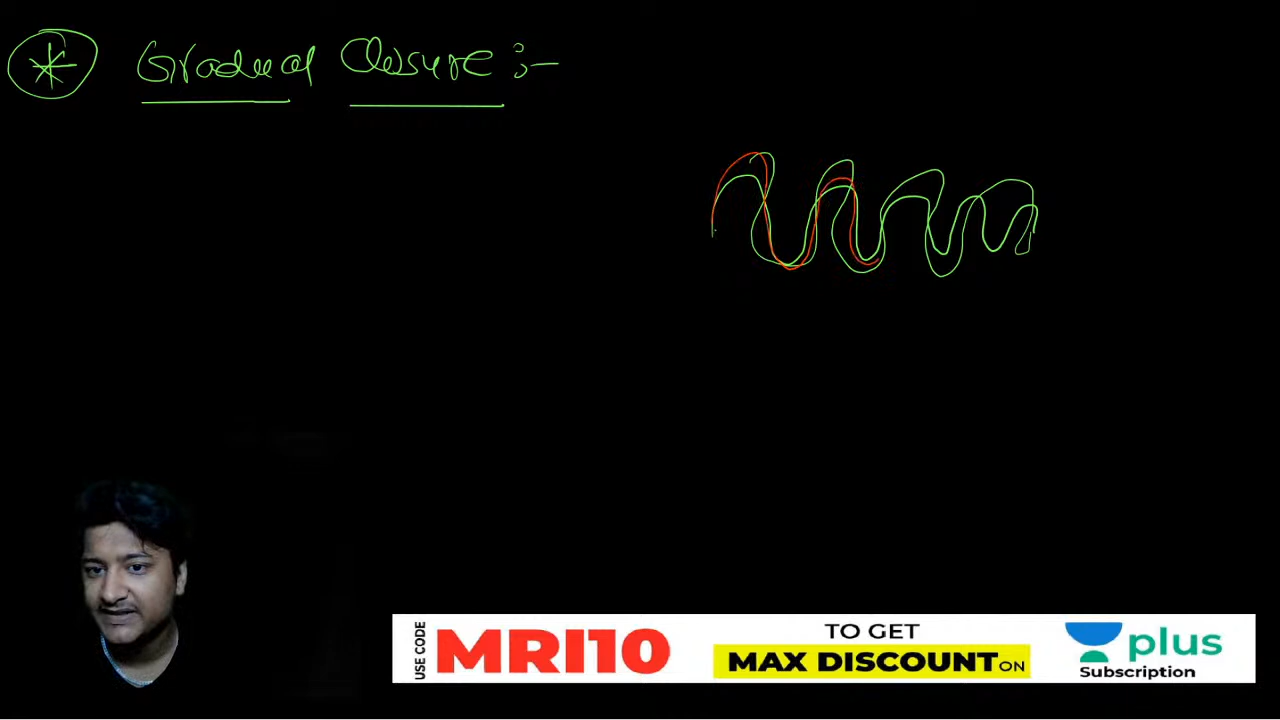 * Gradual Closure :-
USE CODE
MRI10
TO GET
MAX DISCOUNT ON
plus
Subscription